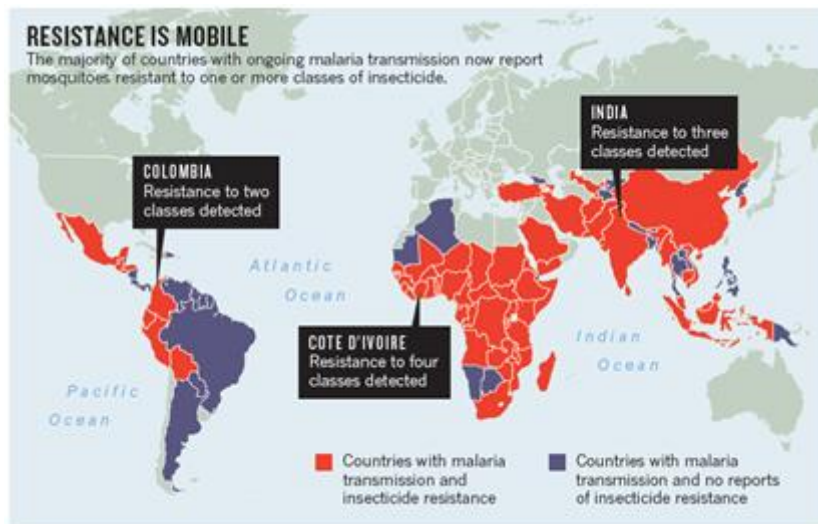 RESISTANCE IS MOBILE
The majority of countries with ongoing malaria transmission now report
mosquitoes resistant to one or more classes of insecticide.
INDIA
Resistance to three
classes detected
COLOMBIA
Resistance to two
classes detected
Atlantic
Ocean
COTE D'IVOIRE
Resistance to four
classes detected
Indian
Ocean
Pacific
Ocean
Countries with malaria
transmission and
insecticide resistance
Countries with malaria
transmission and no reports
of insecticide resistance